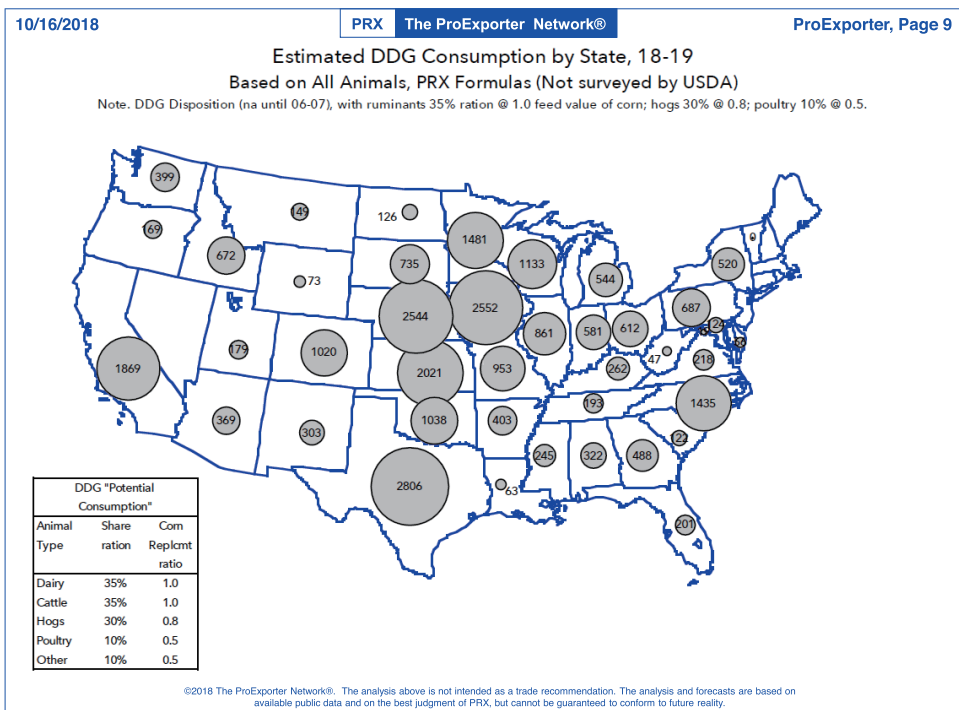 10/16/2018
PRX The ProExporter Network®
ProExporter, Page 9
Estimated DDG Consumption by State, 18-19
Based on All Animals, PRX Formulas (Not surveyed by USDA)
Note. DDG Disposition (na until 06-07), with ruminants 35% ration @ 1.0 feed value of corn; hogs 30% @ 0.8; poultry 10% @ 0.5.
399
149
126
1481
169
672
735
1133
544
520
73
2544
2552
687
124
861
581
612
1869
179
1020
2021
953
262
47
218
369
303
1038
403
193
1435
122
245
322
488
2806
63
201
DDG "Potential
Consumption"
Animal Share Corn
Type ration Replcmt
ratio
Dairy 35% 1.0
Cattle 35% 1.0
Hogs 30% 0.8
Poultry 10% 0.5
Other 10% 0.5
©2018 The ProExporter Network®. The analysis above is not intended as a trade recommendation. The analysis and forecasts are based on
available public data and on the best judgment of PRX, but cannot be guaranteed to conform to future reality.